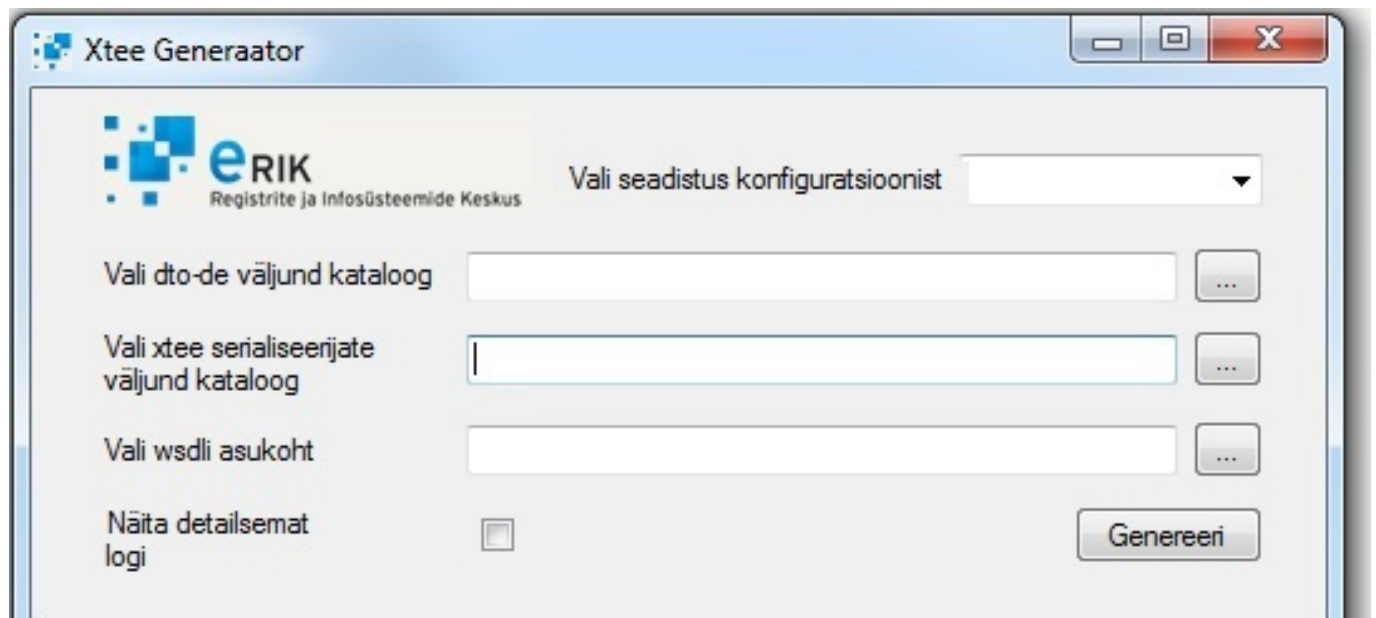 Xtee Generaator
eRIK
Registrite ja Infosüsteemide Keskus
Vali seadistus konfiguratsioonist
Vali dto-de väljund kataloog
...
Vali xtee serialiseerijate
väljund kataloog
...
Vali wsdli asukoht
...
Näita detailsemat
logi
Genereeri